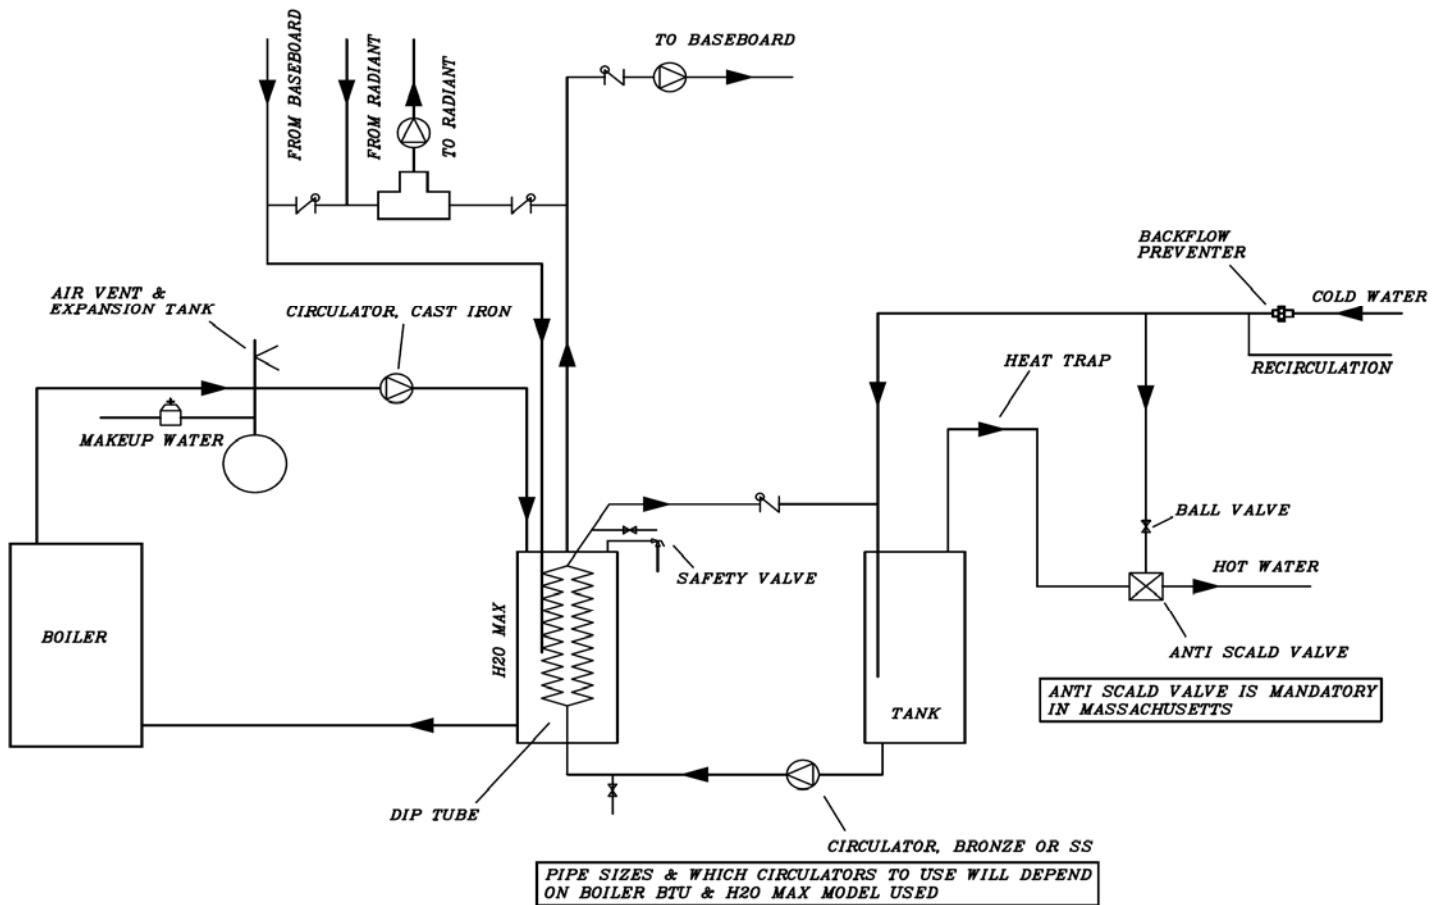 FROM BASEBOARD
FROM RADIANT
TO RADIANT
TO BASEBOARD
BACKFLOW
PREVENTER
COLD WATER
RECIRCULATION
AIR VENT &
EXPANSION TANK
CIRCULATOR, CAST IRON
HEAT TRAP
MAKEUP WATER
BALL VALVE
HOT WATER
SAFETY VALVE
BOILER
H2O MAX
ANTI SCALD VALVE
ANTI SCALD VALVE IS MANDATORY
IN MASSACHUSETTS
TANK
DIP TUBE
CIRCULATOR, BRONZE OR SS
PIPE SIZES & WHICH CIRCULATORS TO USE WILL DEPEND
ON BOILER BTU & H2O MAX MODEL USED